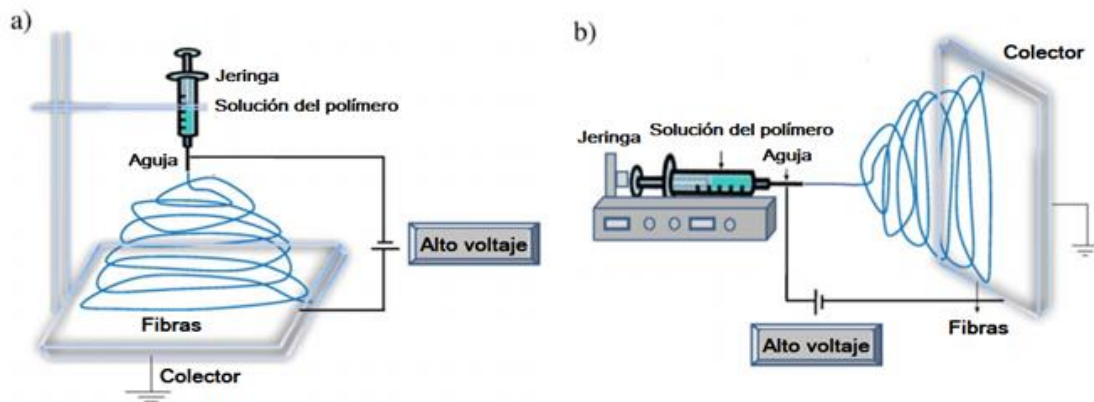 a)
Jeringa
Solución del polímero
Aguja
Alto voltaje
Fibras
Colector
b)
Colector
Solución del polímero
Jeringa
Aguja
Alto voltaje
Fibras